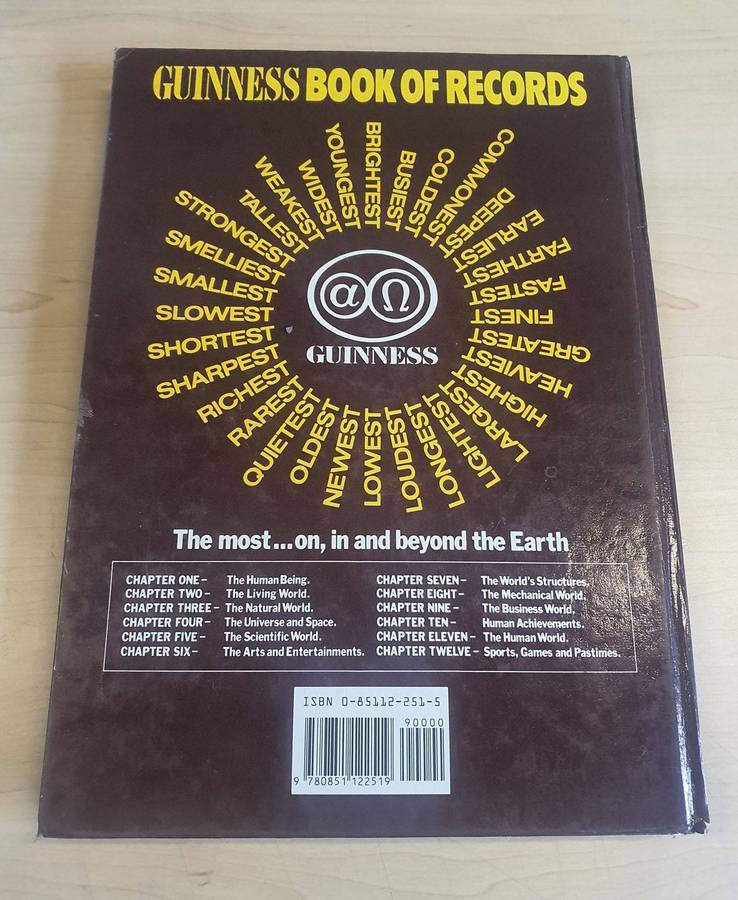 GUINNESS BOOK OF RECORDS
BRIGHTEST
BUSIEST
COLDEST
COMMONEST
DEEPEST
EARLIEST
FARTHEST
FASTEST
FINEST
GREATEST
HEAVIEST
HIGHEST
LARGEST
LIGHTEST
LONGEST
LOUDEST
LOWEST
NEWEST
OLDEST
QUIETEST
RAREST
RICHEST
SHARPEST
SHORTEST
SLOWEST
SMALLEST
SMELLIEST
STRONGEST
TALLEST
WEAKEST
WIDEST
YOUNGEST
α Ω
GUINNESS
The most...on, in and beyond the Earth
CHAPTER ONE – The Human Being.
CHAPTER TWO – The Living World.
CHAPTER THREE – The Natural World.
CHAPTER FOUR – The Universe and Space.
CHAPTER FIVE – The Scientific World.
CHAPTER SIX – The Arts and Entertainments.
CHAPTER SEVEN – The World's Structures.
CHAPTER EIGHT – The Mechanical World.
CHAPTER NINE – The Business World.
CHAPTER TEN – Human Achievements.
CHAPTER ELEVEN – The Human World.
CHAPTER TWELVE – Sports, Games and Pastimes.
ISBN 0-85112-251-5
90000
9 780851 122519